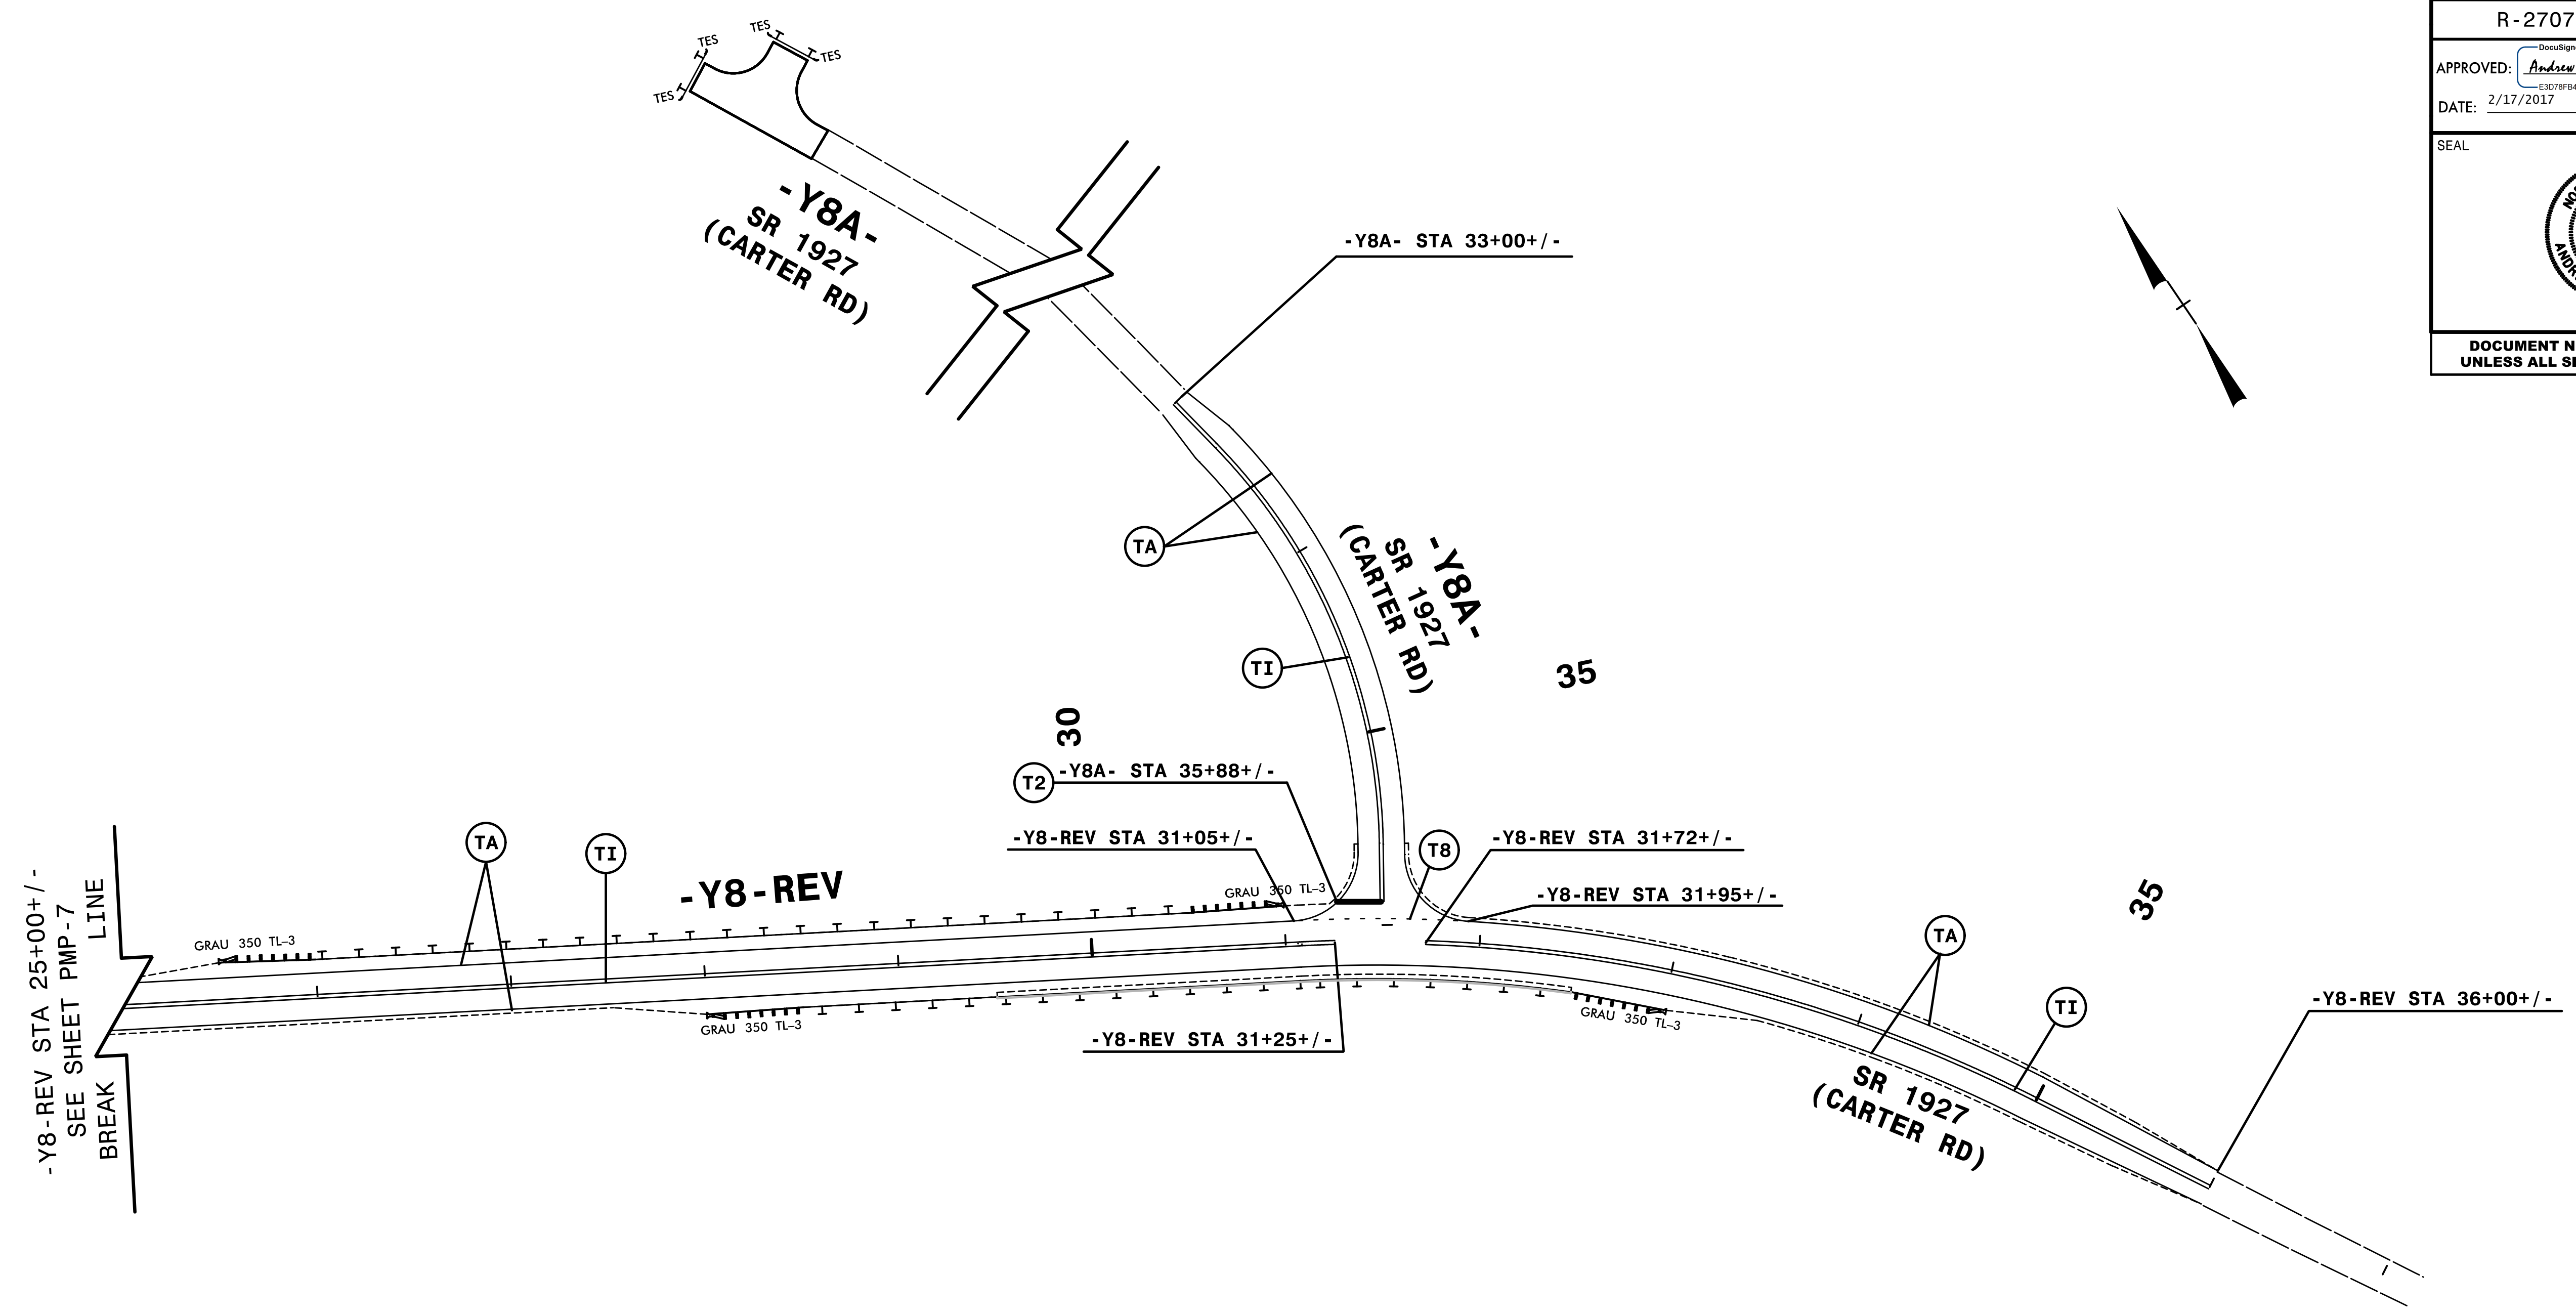 TES
TES
TES
TES
-Y8A-
SR 1927
(CARTER RD)
-Y8A- STA 33+00+/-
R-2707
DocuSign
APPROVED:
Andrew
E3D78FB4
DATE: 2/17/2017
SEAL
DOCUMENT N
UNLESS ALL
TA
-Y8A-
SR 1927
(CARTER RD)
TI
35
30
T2
-Y8A- STA 35+88+/-
-Y8-REV STA 31+05+/-
T8
-Y8-REV STA 31+72+/-
-Y8-REV STA 31+95+/-
TA
TI
-Y8-REV
GRAU 350 TL-3
GRAU 350 TL-3
-Y8-REV STA 25+00+/-
SEE SHEET PMP-7
BREAK LINE
GRAU 350 TL-3
-Y8-REV STA 31+25+/-
GRAU 350 TL-3
35
TA
TI
-Y8-REV STA 36+00+/-
SR 1927
(CARTER RD)